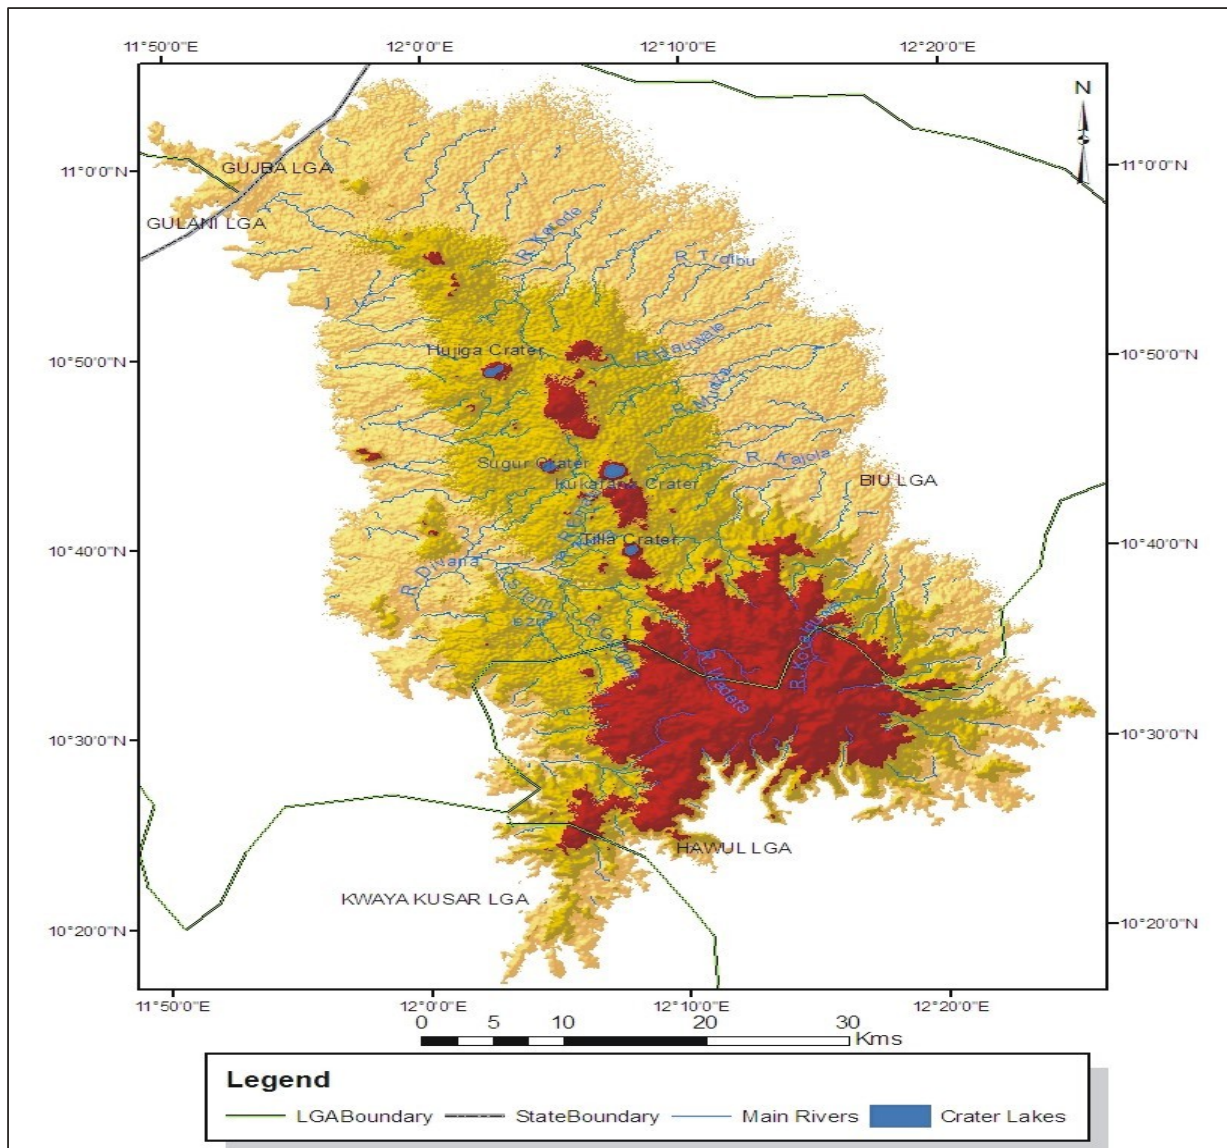 11°50'0"E 12°0'0"E 12°10'0"E 12°20'0"E
N
11°0'0"N 11°0'0"N
GUJBA LGA
GULANI LGA
R. Kerode
10°50'0"N 10°50'0"N
Hujiga Crater
Sugur Crater
R. Kajola
BIU LGA
Tilla Crater
10°40'0"N 10°40'0"N
R. Divana
R. Wadata
10°30'0"N 10°30'0"N
HAWUL LGA
KWAYA KUSAR LGA
10°20'0"N 10°20'0"N
11°50'0"E 12°0'0"E 12°10'0"E 12°20'0"E
0 5 10 20 30
Kms
Legend
LGABoundary StateBoundary Main Rivers Crater Lakes